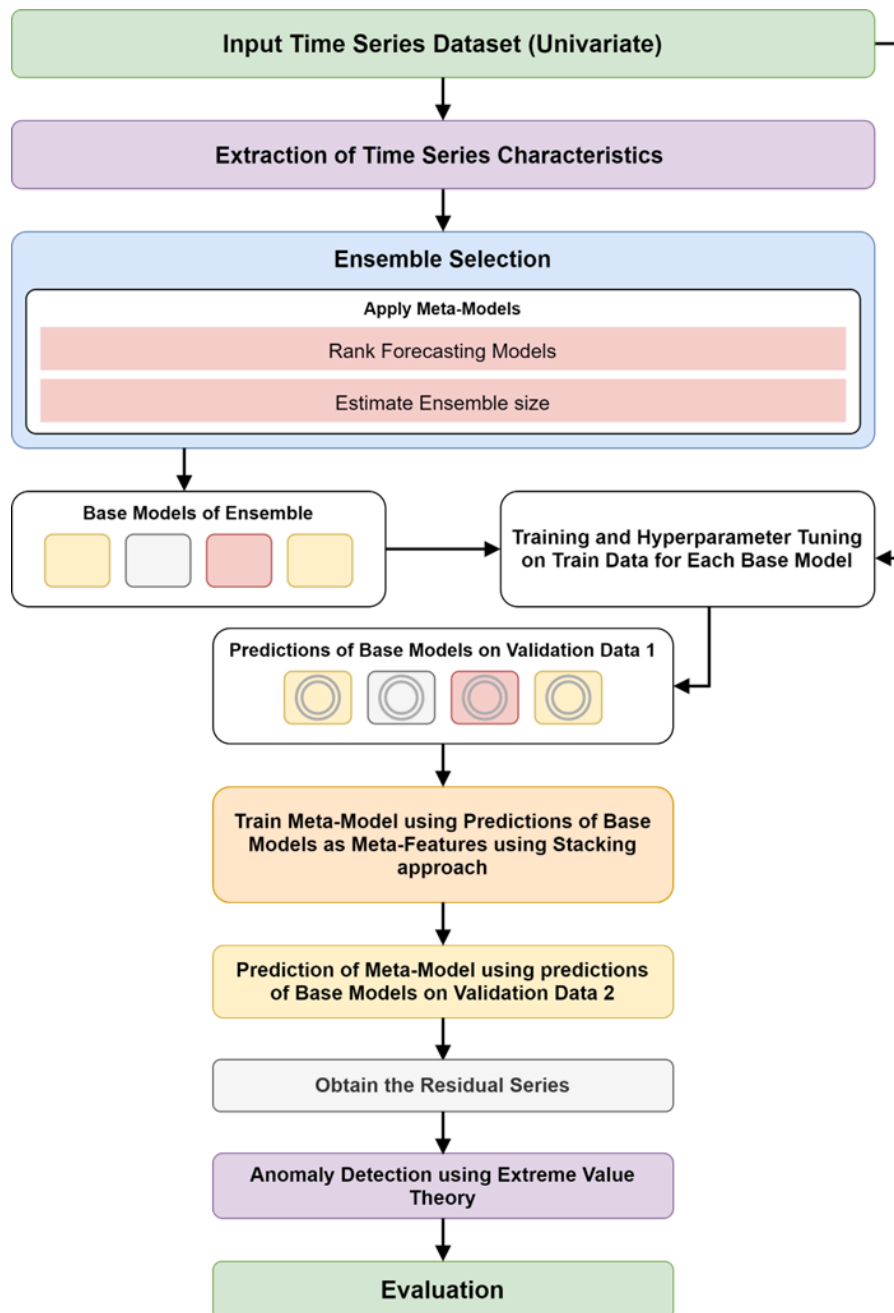 Input Time Series Dataset (Univariate)
Extraction of Time Series Characteristics
Ensemble Selection
Apply Meta-Models
Rank Forecasting Models
Estimate Ensemble size
Base Models of Ensemble
Training and Hyperparameter Tuning
on Train Data for Each Base Model
Predictions of Base Models on Validation Data 1
Train Meta-Model using Predictions of Base
Models as Meta-Features using Stacking
approach
Prediction of Meta-Model using predictions
of Base Models on Validation Data 2
Obtain the Residual Series
Anomaly Detection using Extreme Value
Theory
Evaluation